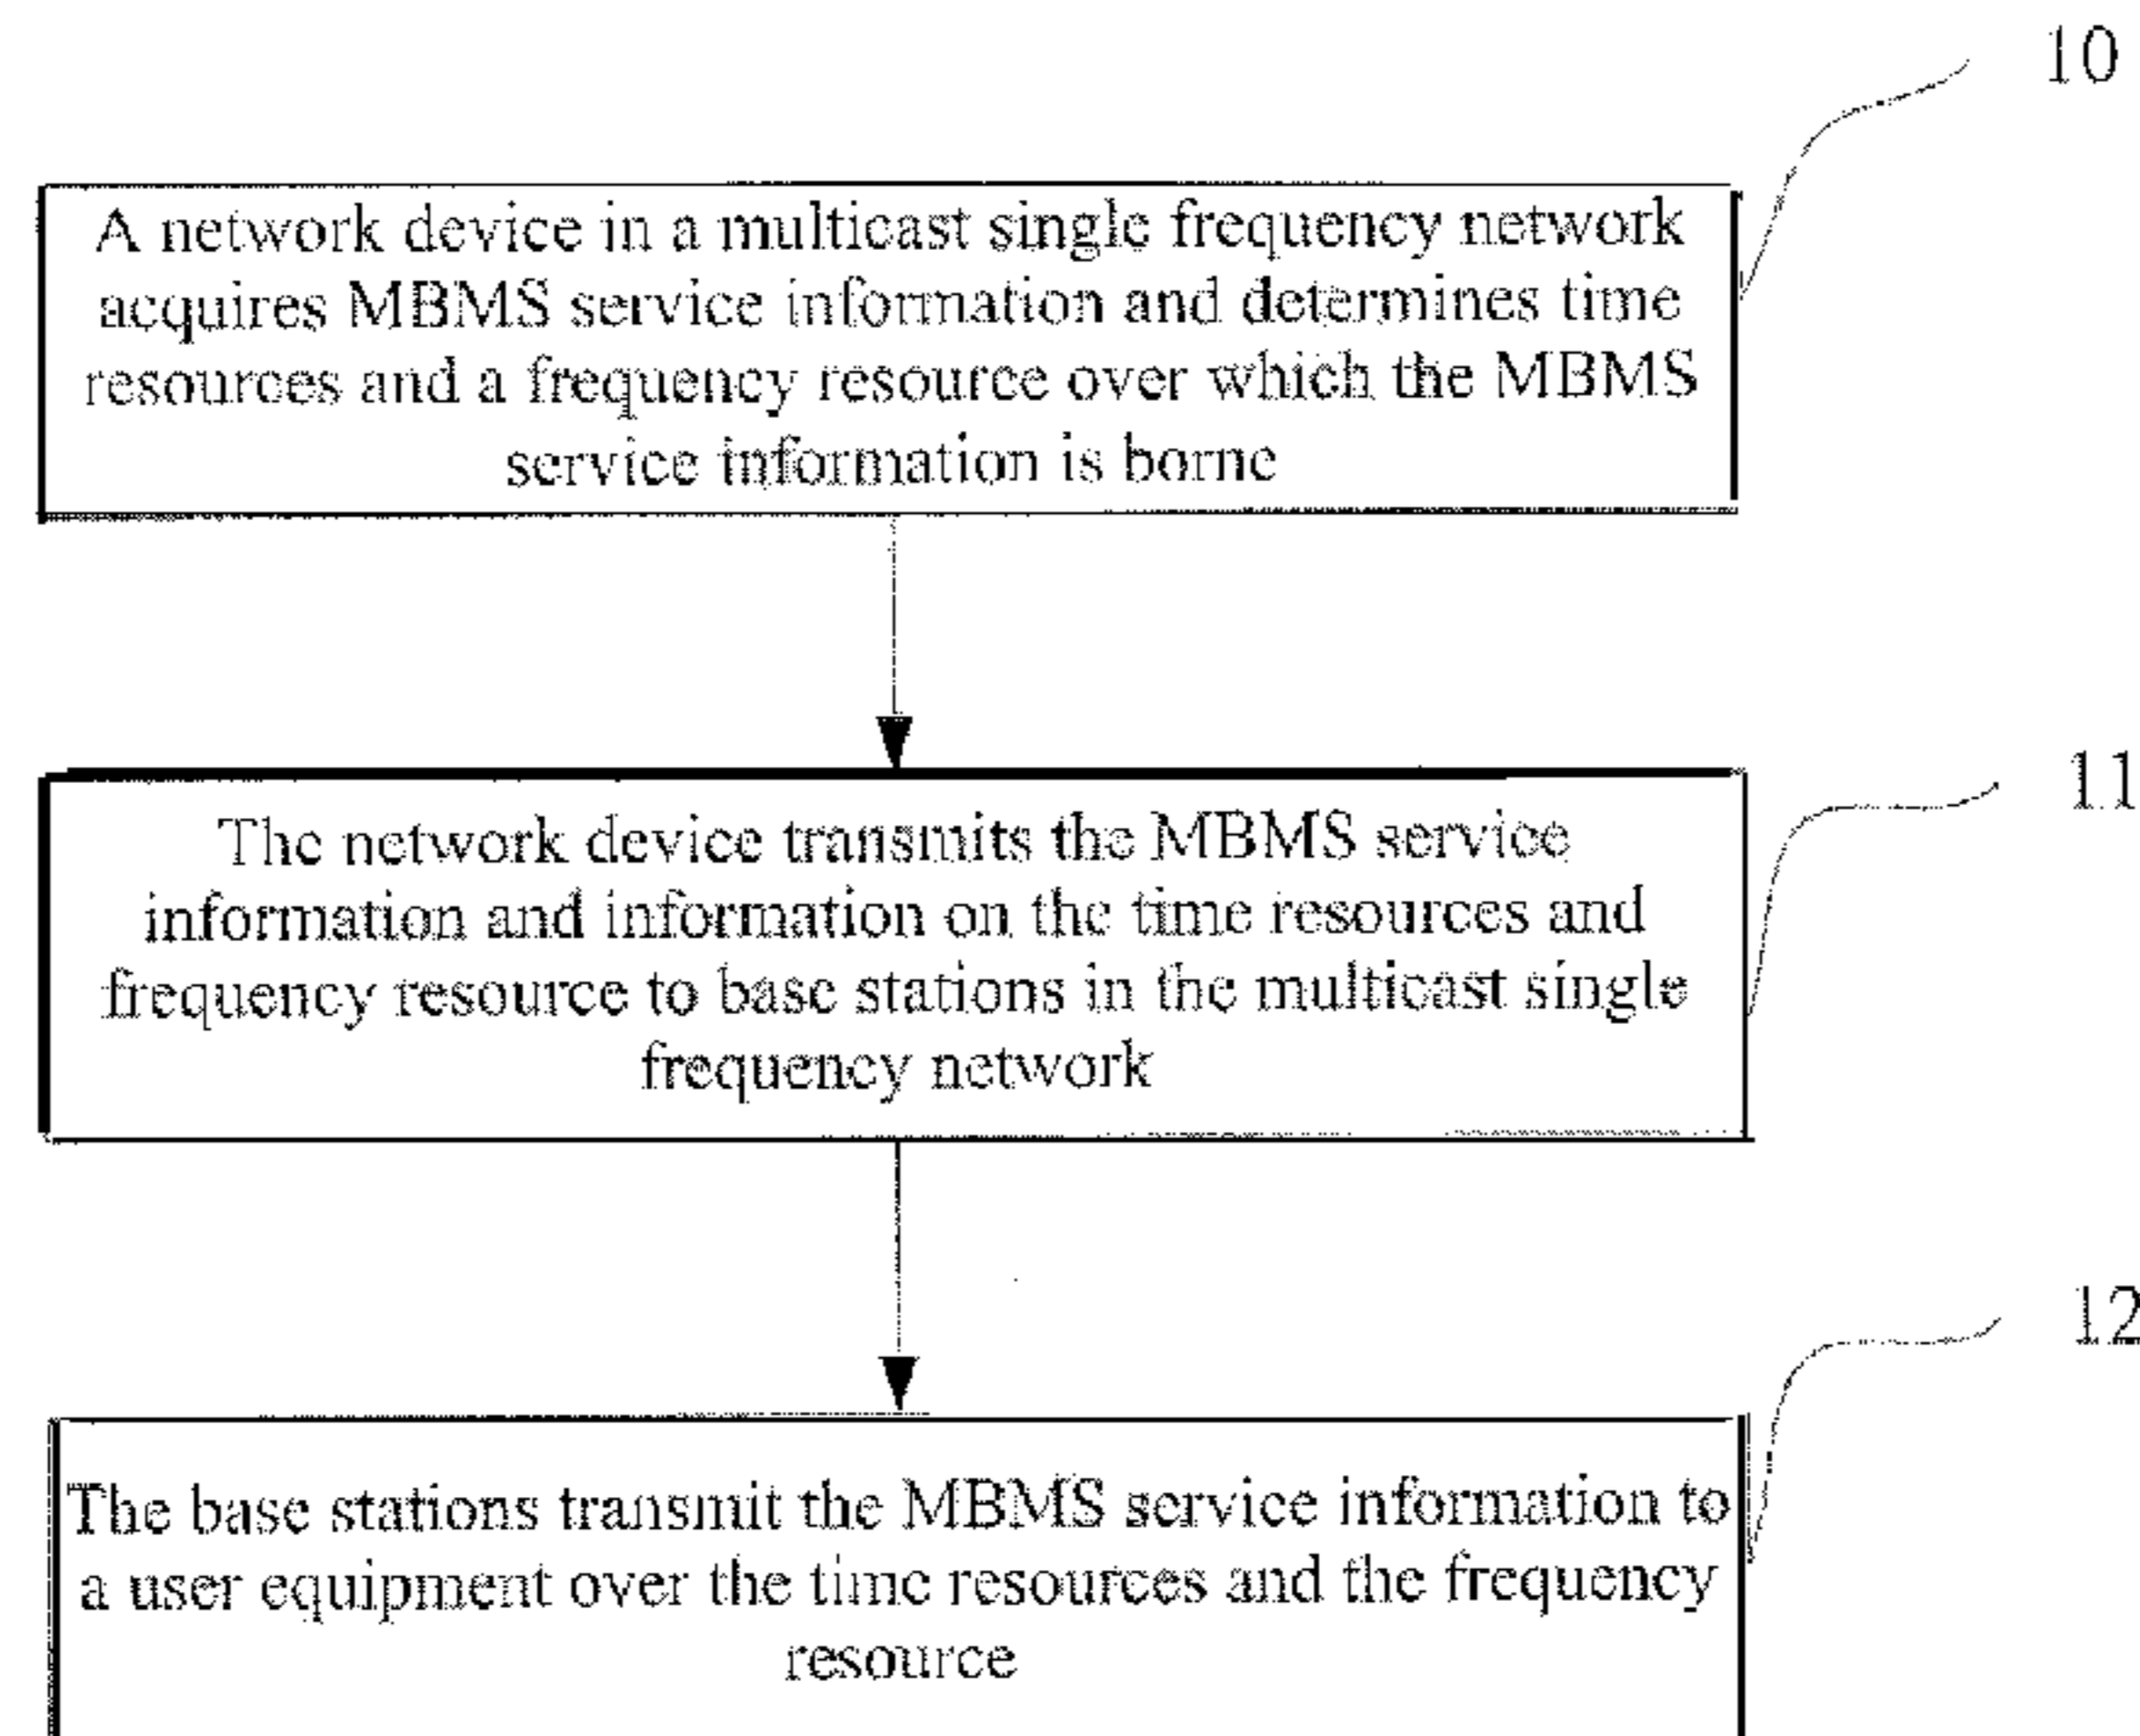 10
A network device in a multicast single frequency network
acquires MBMS service information and determines time
resources and a frequency resource over which the MBMS
service information is borne
11
The network device transmits the MBMS service
information and information on the time resources and
frequency resource to base stations in the multicast single
frequency network
12
The base stations transmit the MBMS service information to
a user equipment over the time resources and the frequency
resource